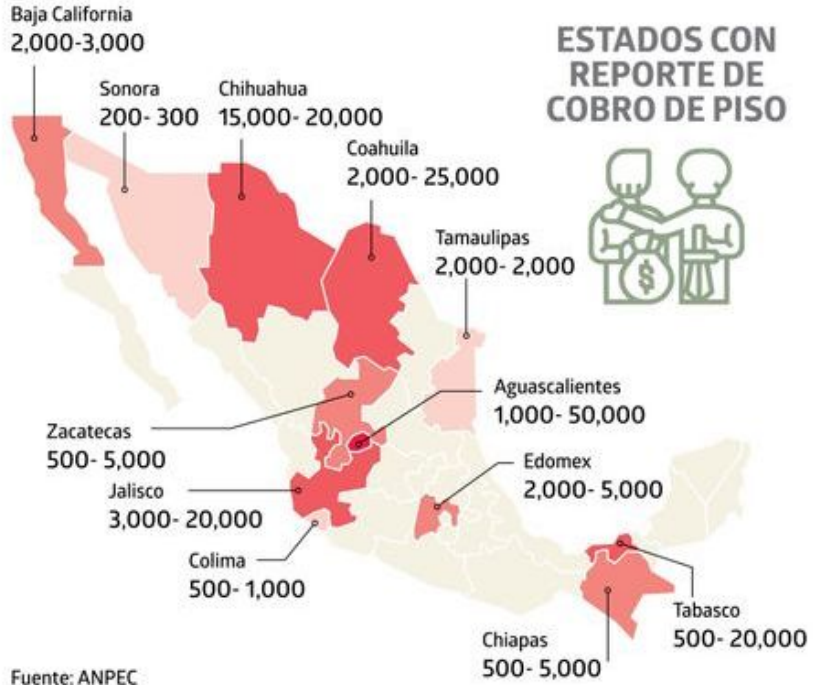 Baja California
2,000-3,000
ESTADOS CON
REPORTE DE
COBRO DE PISO
Sonora
200- 300
Chihuahua
15,000- 20,000
Coahuila
2,000- 25,000
Tamaulipas
2,000- 2,000
$
Aguascalientes
1,000- 50,000
Zacatecas
500- 5,000
Edomex
2,000- 5,000
Jalisco
3,000- 20,000
Colima
500- 1,000
Tabasco
500- 20,000
Chiapas
500- 5,000
Fuente: ANPEC